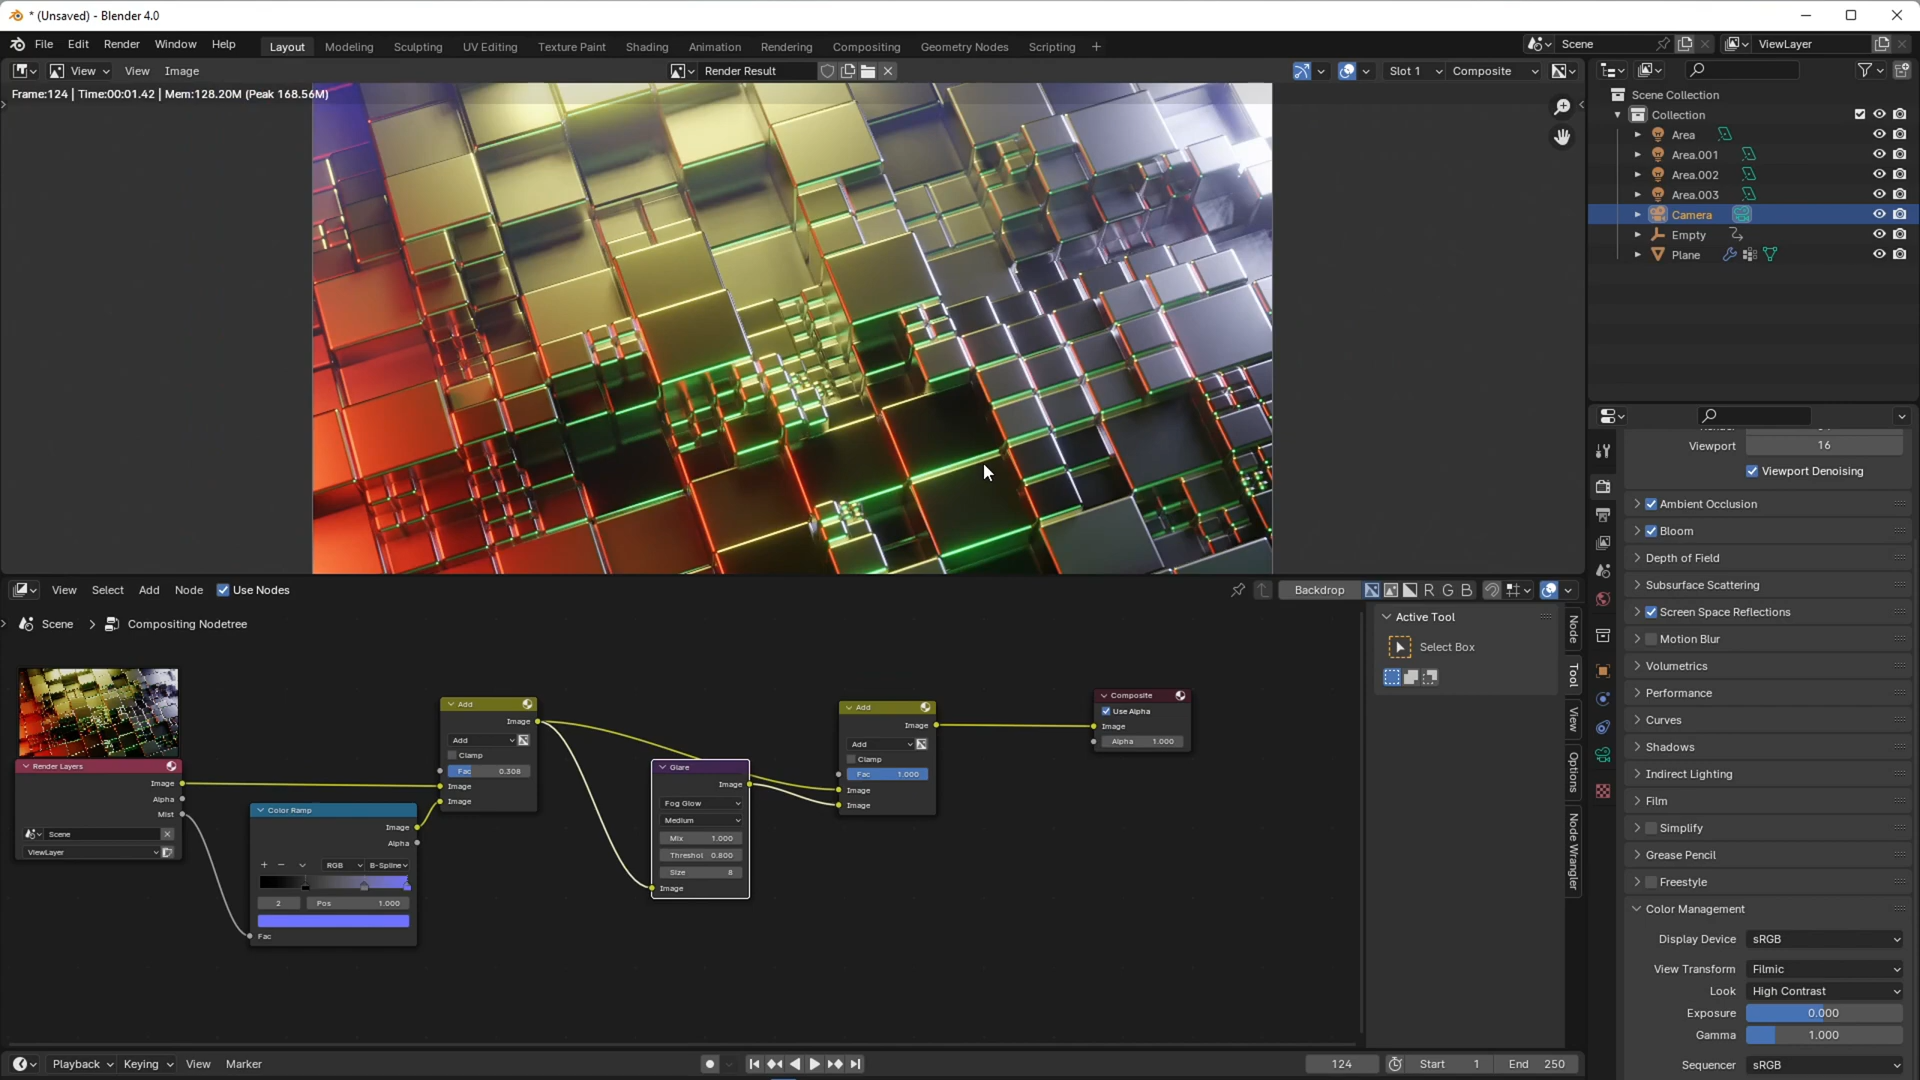 * (Unsaved) - Blender 4.0
File Edit Render Window Help Layout Modeling Sculpting UV Editing Texture Paint Shading Animation Rendering Compositing Geometry Nodes Scripting + Scene ViewLayer
View View Image Render Result Slot 1 Composite
Frame:124 | Time:00:01.42 | Mem:128.20M (Peak 168.56M)
Scene Collection
Collection
Area
Area.001
Area.002
Area.003
Camera
Empty
Plane
Viewport 16
Viewport Denoising
Ambient Occlusion
Bloom
Depth of Field
Subsurface Scattering
Screen Space Reflections
Motion Blur
Volumetrics
Performance
Curves
Shadows
Indirect Lighting
Film
Simplify
Grease Pencil
Freestyle
Color Management
Display Device sRGB
View Transform Filmic
Look High Contrast
Exposure 0.000
Gamma 1.000
Sequencer sRGB
View Select Add Node Use Nodes Backdrop R G B
Scene > Compositing Nodetree
Active Tool
Select Box
Node
Tool
View
Options
Node Wrangler
Render Layers
Image
Alpha
Mist
Scene
ViewLayer
Color Ramp
Image
Alpha
+ − RGB B-Spline
2 Pos 1.000
Fac
Add
Image
Add
Clamp
Fac 0.308
Image
Image
Glare
Image
Fog Glow
Medium
Mix 1.000
Threshol 0.800
Size 8
Image
Add
Image
Add
Clamp
Fac 1.000
Image
Image
Composite
Use Alpha
Image
Alpha 1.000
Playback Keying View Marker 124 Start 1 End 250